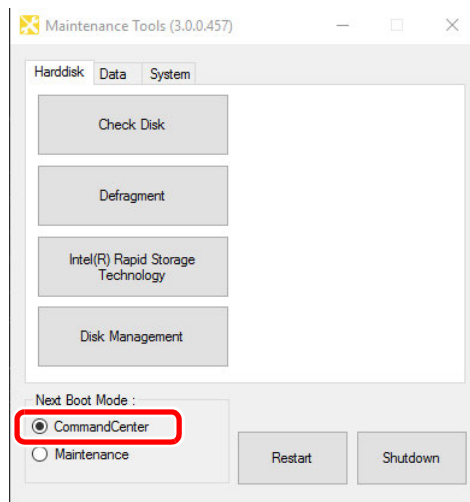 Maintenance Tools (3.0.0.457)
Harddisk Data System
Check Disk
Defragment
Intel(R) Rapid Storage
Technology
Disk Management
Next Boot Mode :
CommandCenter
Maintenance
Restart
Shutdown